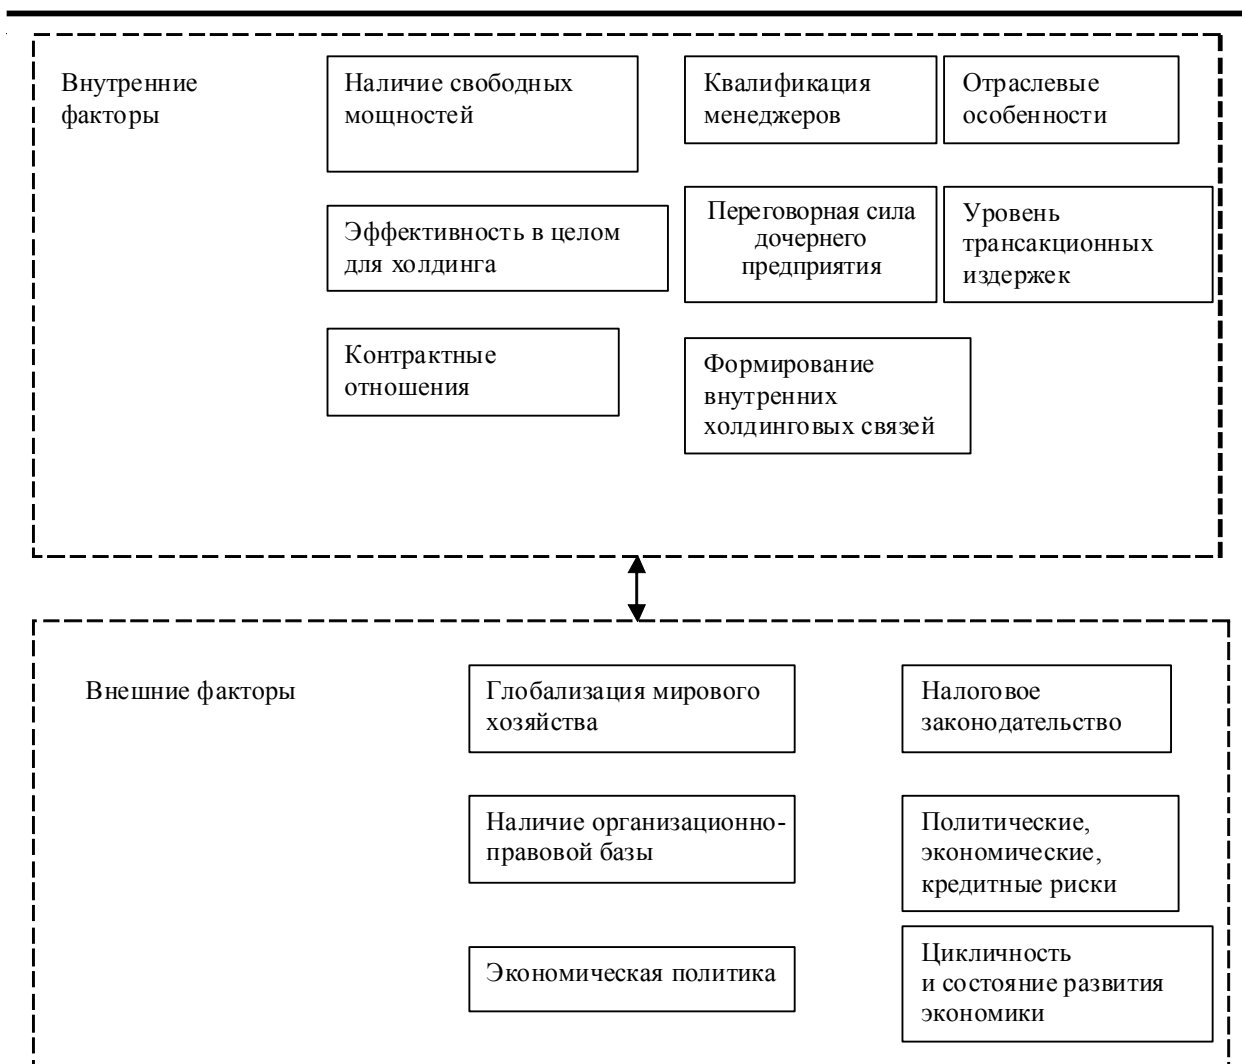 Внутренние
факторы
Наличие свободных
мощностей
Квалификация
менеджеров
Отраслевые
особенности
Эффективность в целом
для холдинга
Переговорная сила
дочернего
предприятия
Уровень
трансакционных
издержек
Контрактные
отношения
Формирование
внутренних
холдинговых связей
Внешние факторы
Глобализация мирового
хозяйства
Налоговое
законодательство
Наличие организационно-
правовой базы
Политические,
экономические,
кредитные риски
Экономическая политика
Цикличность
и состояние развития
экономики